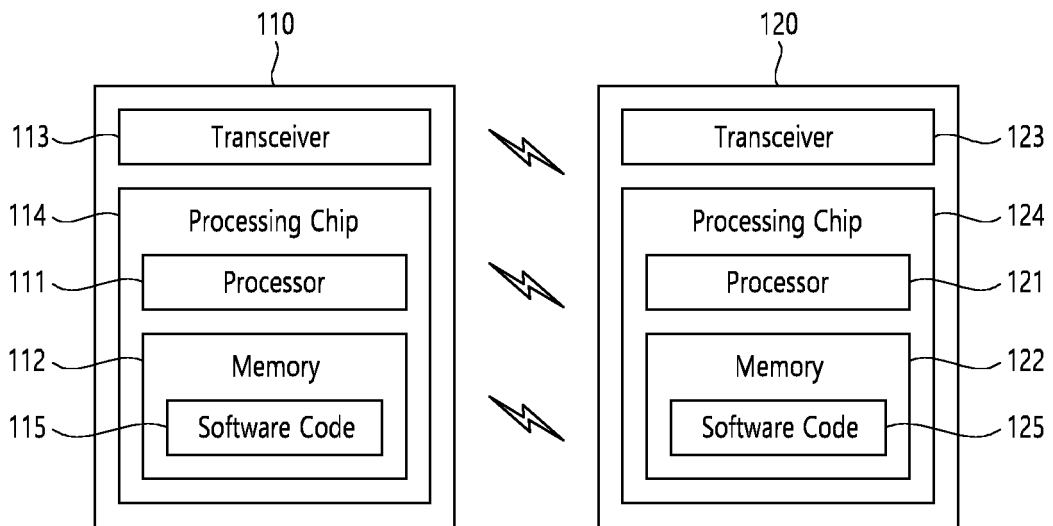 110
120
113
Transceiver
Transceiver
123
114
Processing Chip
Processing Chip
124
111
Processor
Processor
121
112
Memory
Memory
122
115
Software Code
Software Code
125